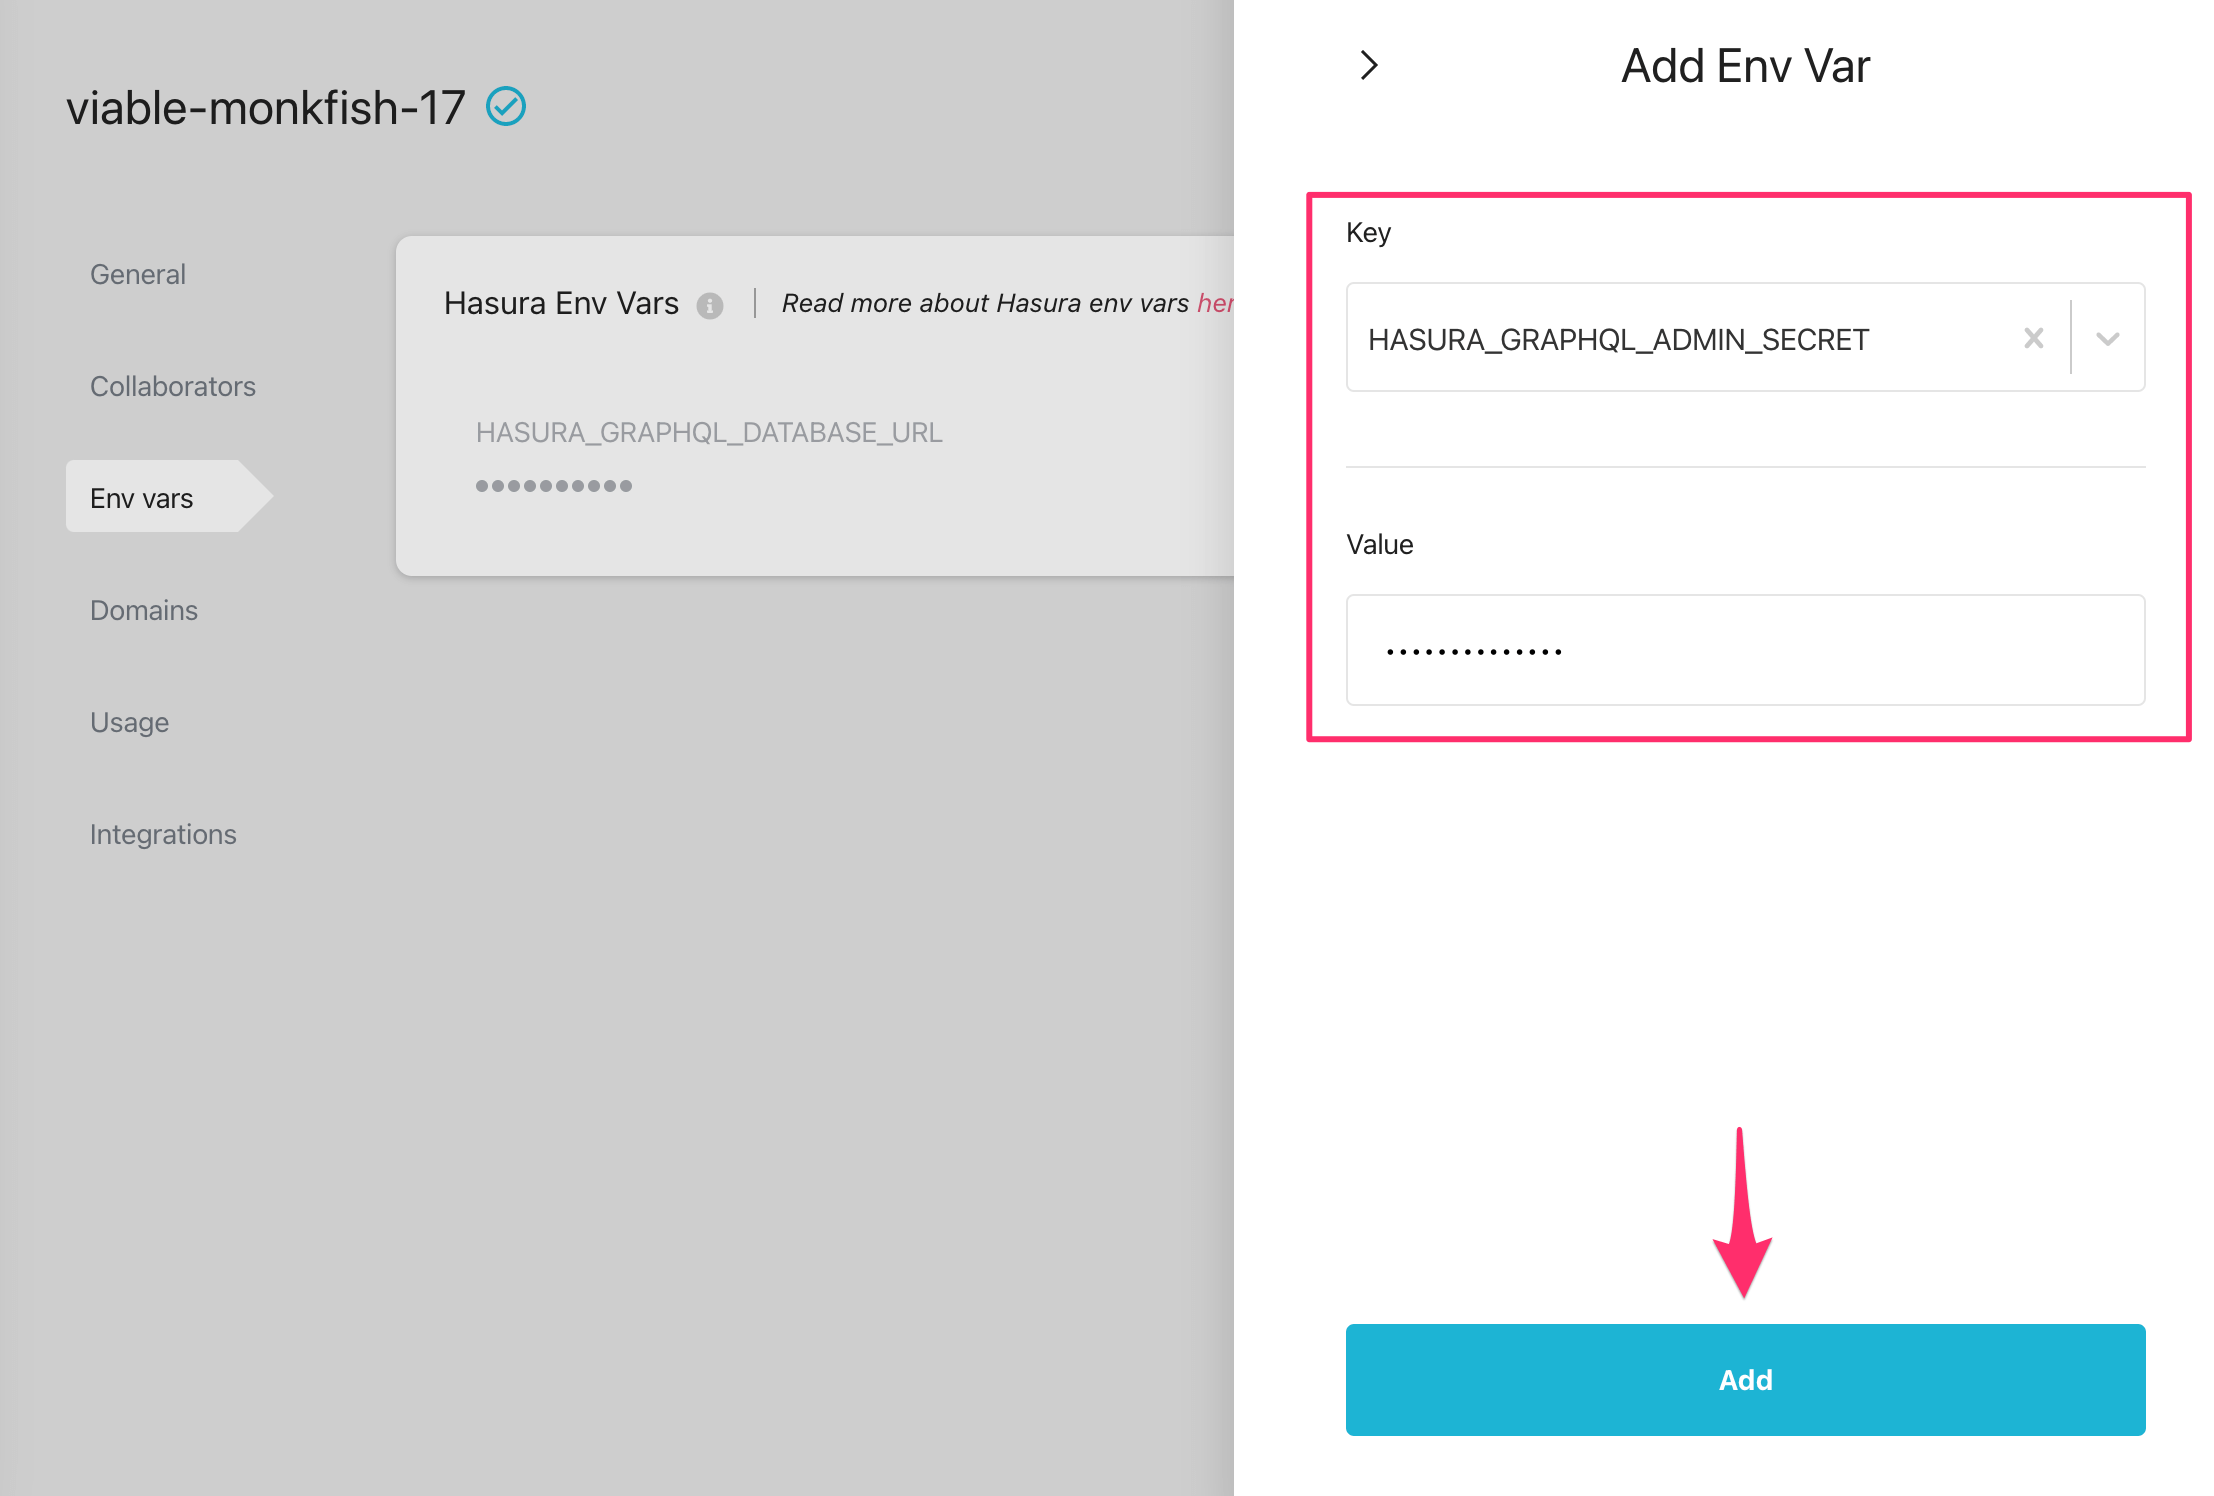 viable-monkfish-17
General
Collaborators
Env vars
Domains
Usage
Integrations
Hasura Env Vars
Read more about Hasura env vars her
HASURA_GRAPHQL_DATABASE_URL
••••••••••
Add Env Var
Key
HASURA_GRAPHQL_ADMIN_SECRET
Value
••••••••••••••
Add